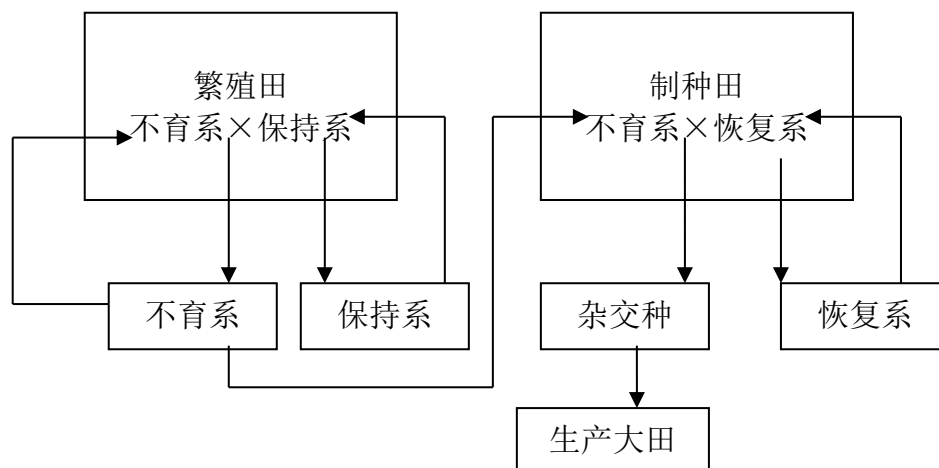 繁殖田
不育系×保持系
制种田
不育系×恢复系
不育系
保持系
杂交种
恢复系
生产大田